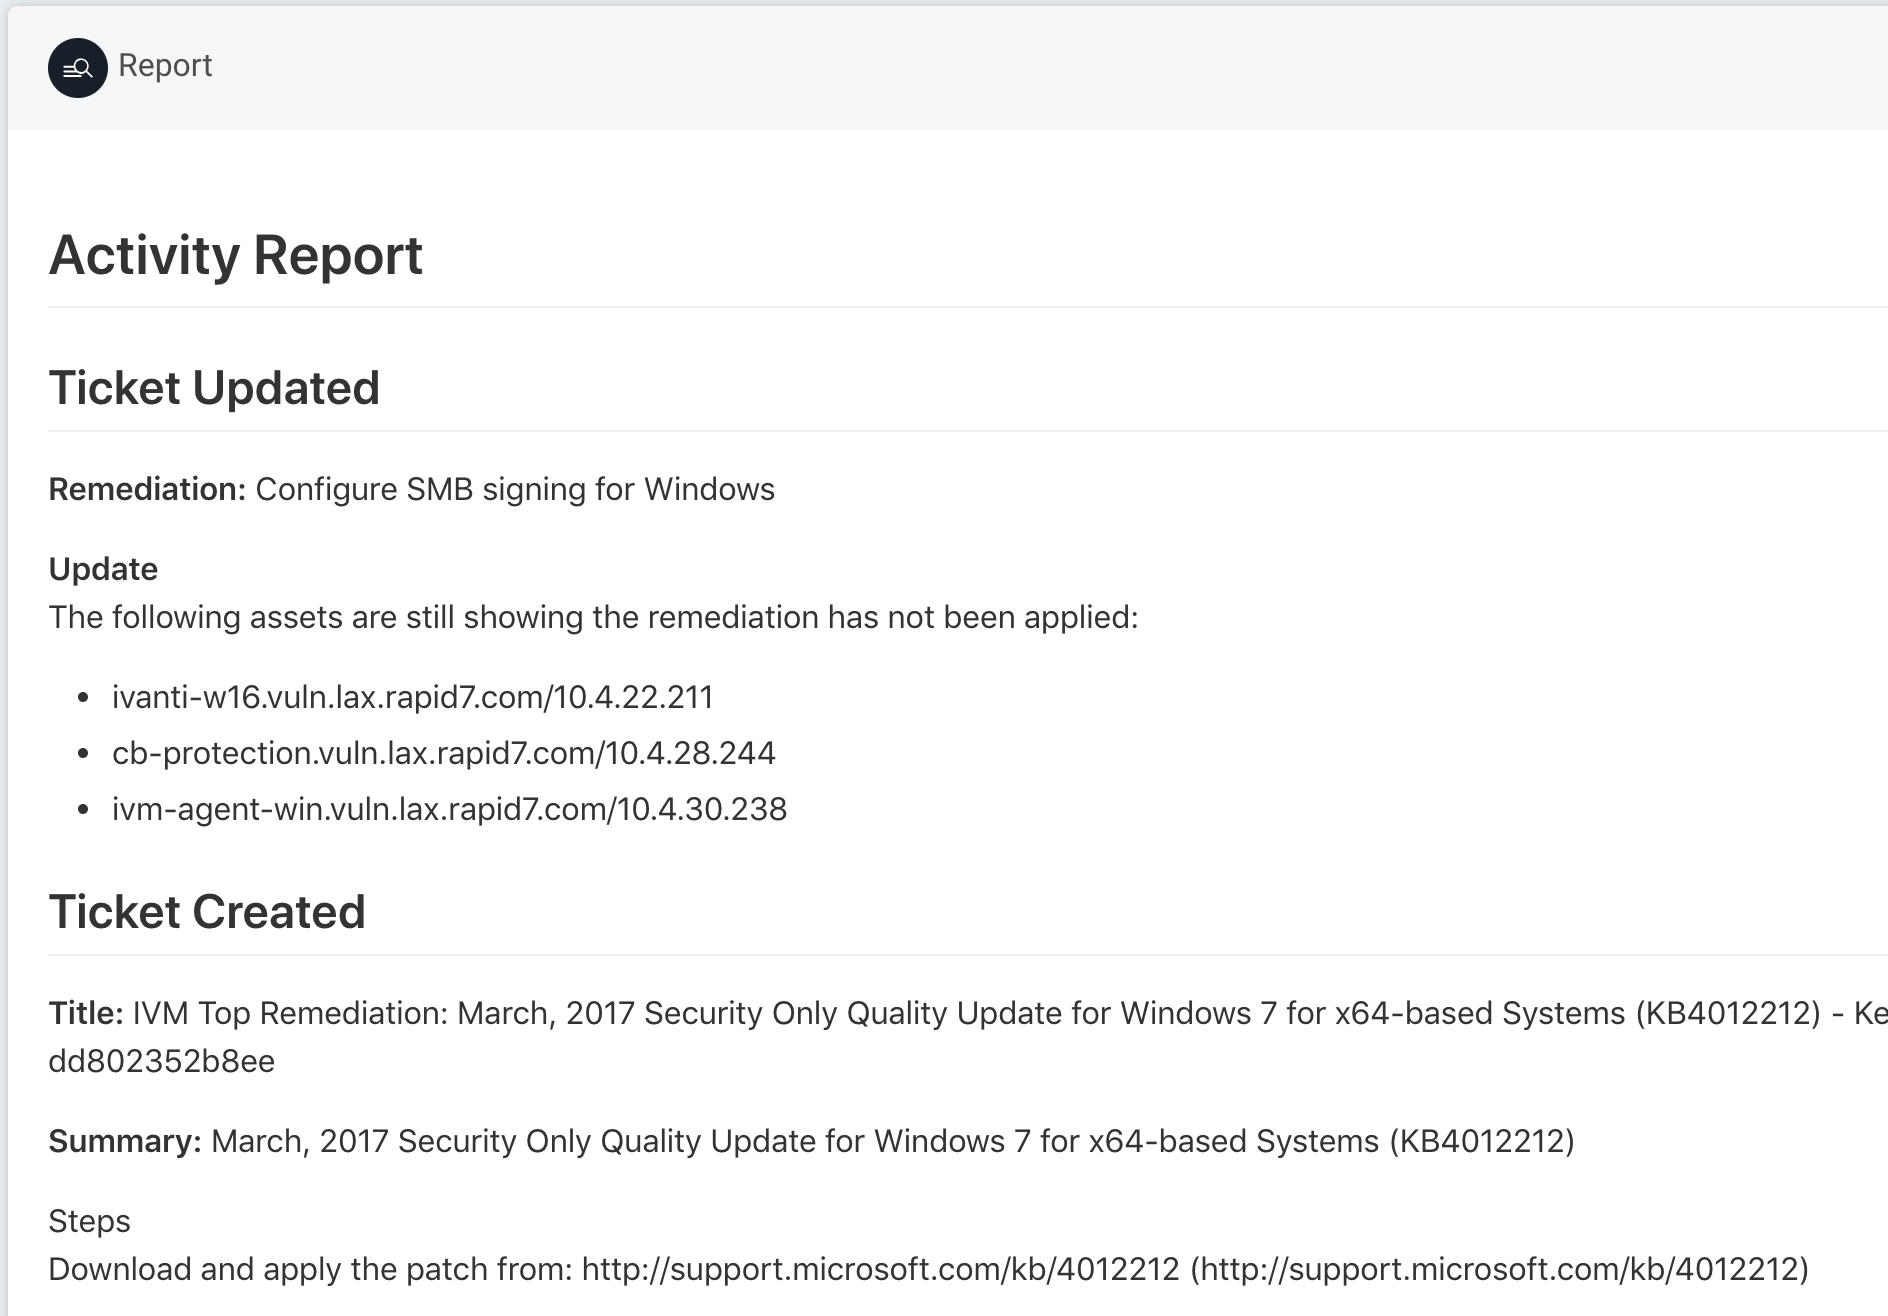 Report
Activity Report
Ticket Updated
Remediation: Configure SMB signing for Windows
Update
The following assets are still showing the remediation has not been applied:
• ivanti-w16.vuln.lax.rapid7.com/10.4.22.211
• cb-protection.vuln.lax.rapid7.com/10.4.28.244
• ivm-agent-win.vuln.lax.rapid7.com/10.4.30.238
Ticket Created
Title: IVM Top Remediation: March, 2017 Security Only Quality Update for Windows 7 for x64-based Systems (KB4012212) - Ke
dd802352b8ee
Summary: March, 2017 Security Only Quality Update for Windows 7 for x64-based Systems (KB4012212)
Steps
Download and apply the patch from: http://support.microsoft.com/kb/4012212 (http://support.microsoft.com/kb/4012212)